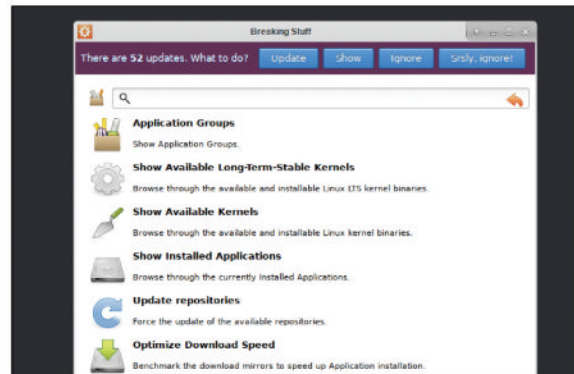 Breaking Stuff
There are 52 updates. What to do? Update Show Ignore Srsly, ignore!
Application Groups
Show Application Groups.
Show Available Long-Term-Stable Kernels
Browse through the available and installable Linux LTS kernel binaries.
Show Available Kernels
Browse through the available and installable Linux kernel binaries.
Show Installed Applications
Browse through the currently Installed Applications.
Update repositories
Force the update of the available repositories.
Optimize Download Speed
Benchmark the download mirrors to speed up Application installation.